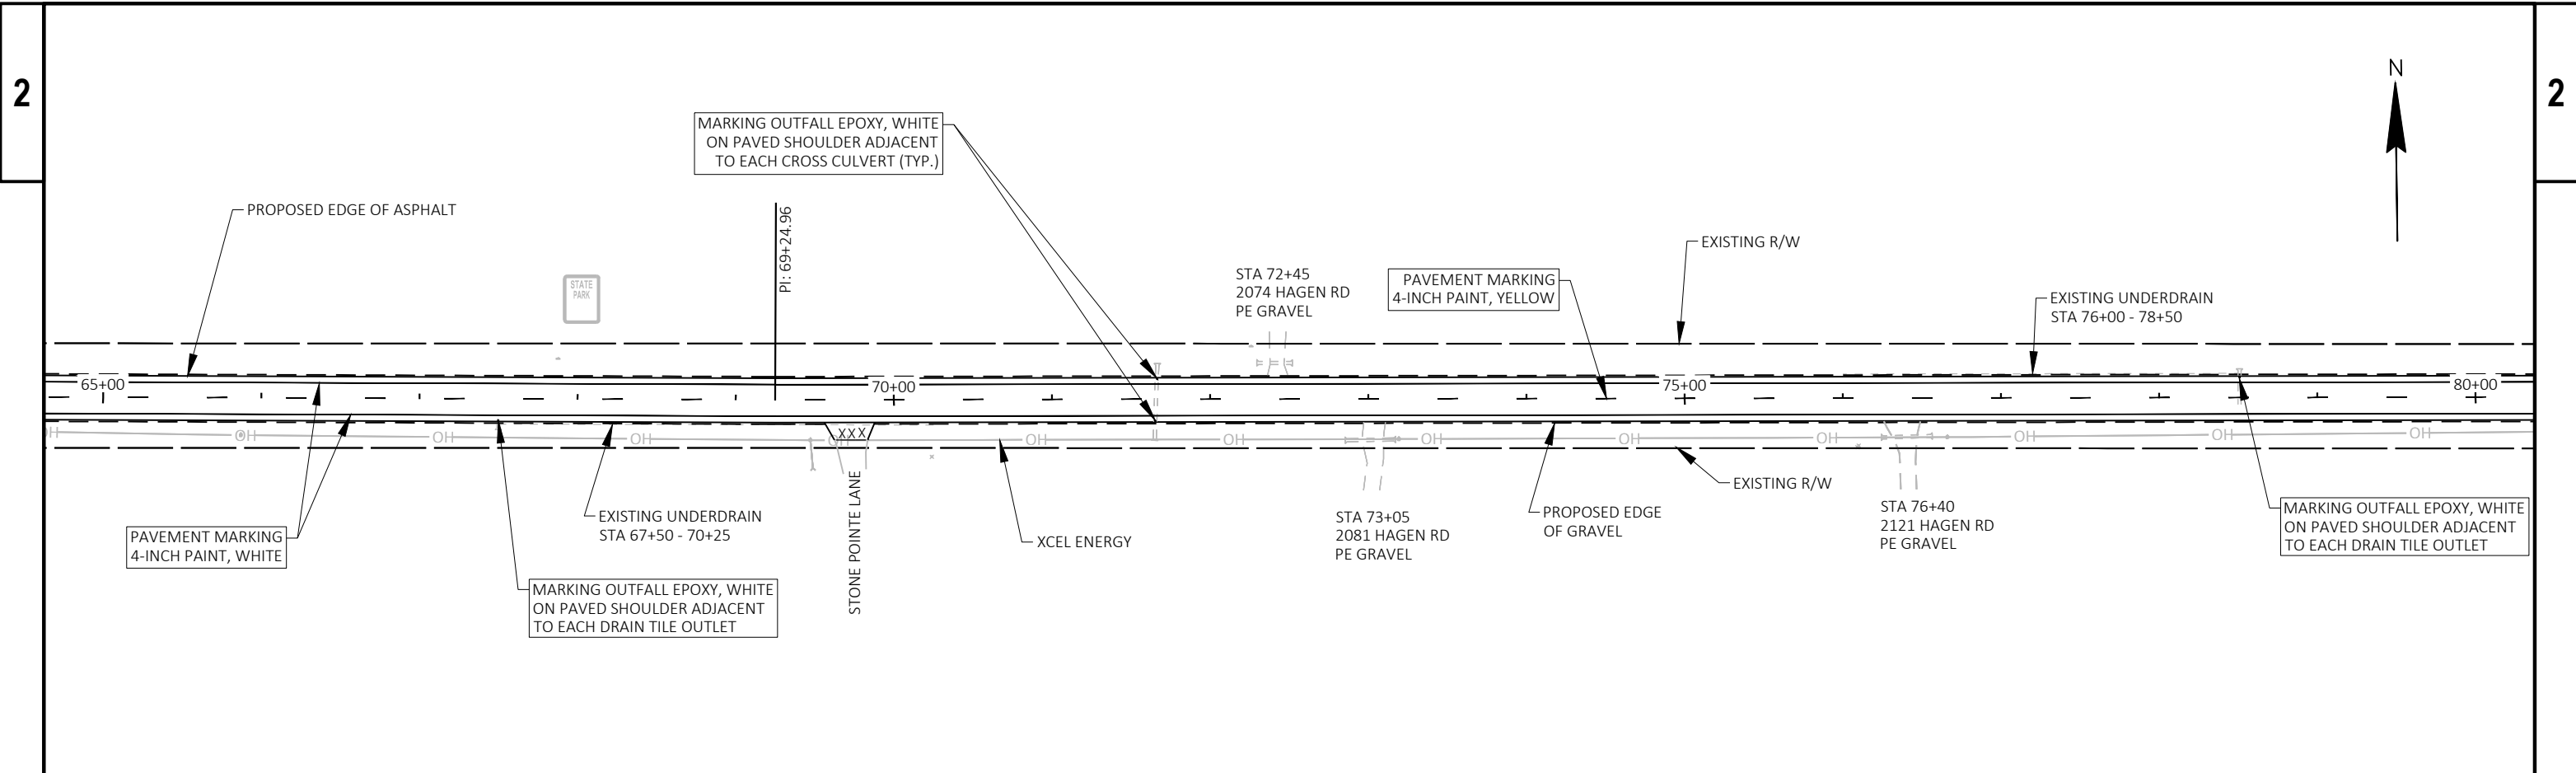 2
2
N
MARKING OUTFALL EPOXY, WHITE
ON PAVED SHOULDER ADJACENT
TO EACH CROSS CULVERT (TYP.)
PROPOSED EDGE OF ASPHALT
PI: 69+24.96
STATE
PARK
STA 72+45
2074 HAGEN RD
PE GRAVEL
PAVEMENT MARKING
4-INCH PAINT, YELLOW
EXISTING R/W
EXISTING UNDERDRAIN
STA 76+00 - 78+50
65+00
70+00
75+00
80+00
OH
OH
OH
OH
OH
OH
OH
OH
OH
OH
OH
OH
OH
XXX
STONE POINTE LANE
PAVEMENT MARKING
4-INCH PAINT, WHITE
EXISTING UNDERDRAIN
STA 67+50 - 70+25
MARKING OUTFALL EPOXY, WHITE
ON PAVED SHOULDER ADJACENT
TO EACH DRAIN TILE OUTLET
XCEL ENERGY
STA 73+05
2081 HAGEN RD
PE GRAVEL
PROPOSED EDGE
OF GRAVEL
EXISTING R/W
STA 76+40
2121 HAGEN RD
PE GRAVEL
MARKING OUTFALL EPOXY, WHITE
ON PAVED SHOULDER ADJACENT
TO EACH DRAIN TILE OUTLET